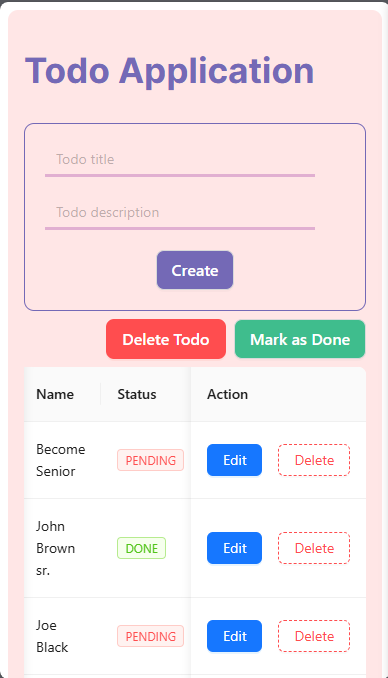 Todo Application
Todo title
Todo description
Create
Delete Todo
Mark as Done
Name
Status
Action
Become
Senior
PENDING
Edit
Delete
John
Brown
sr.
DONE
Edit
Delete
Joe
Black
PENDING
Edit
Delete